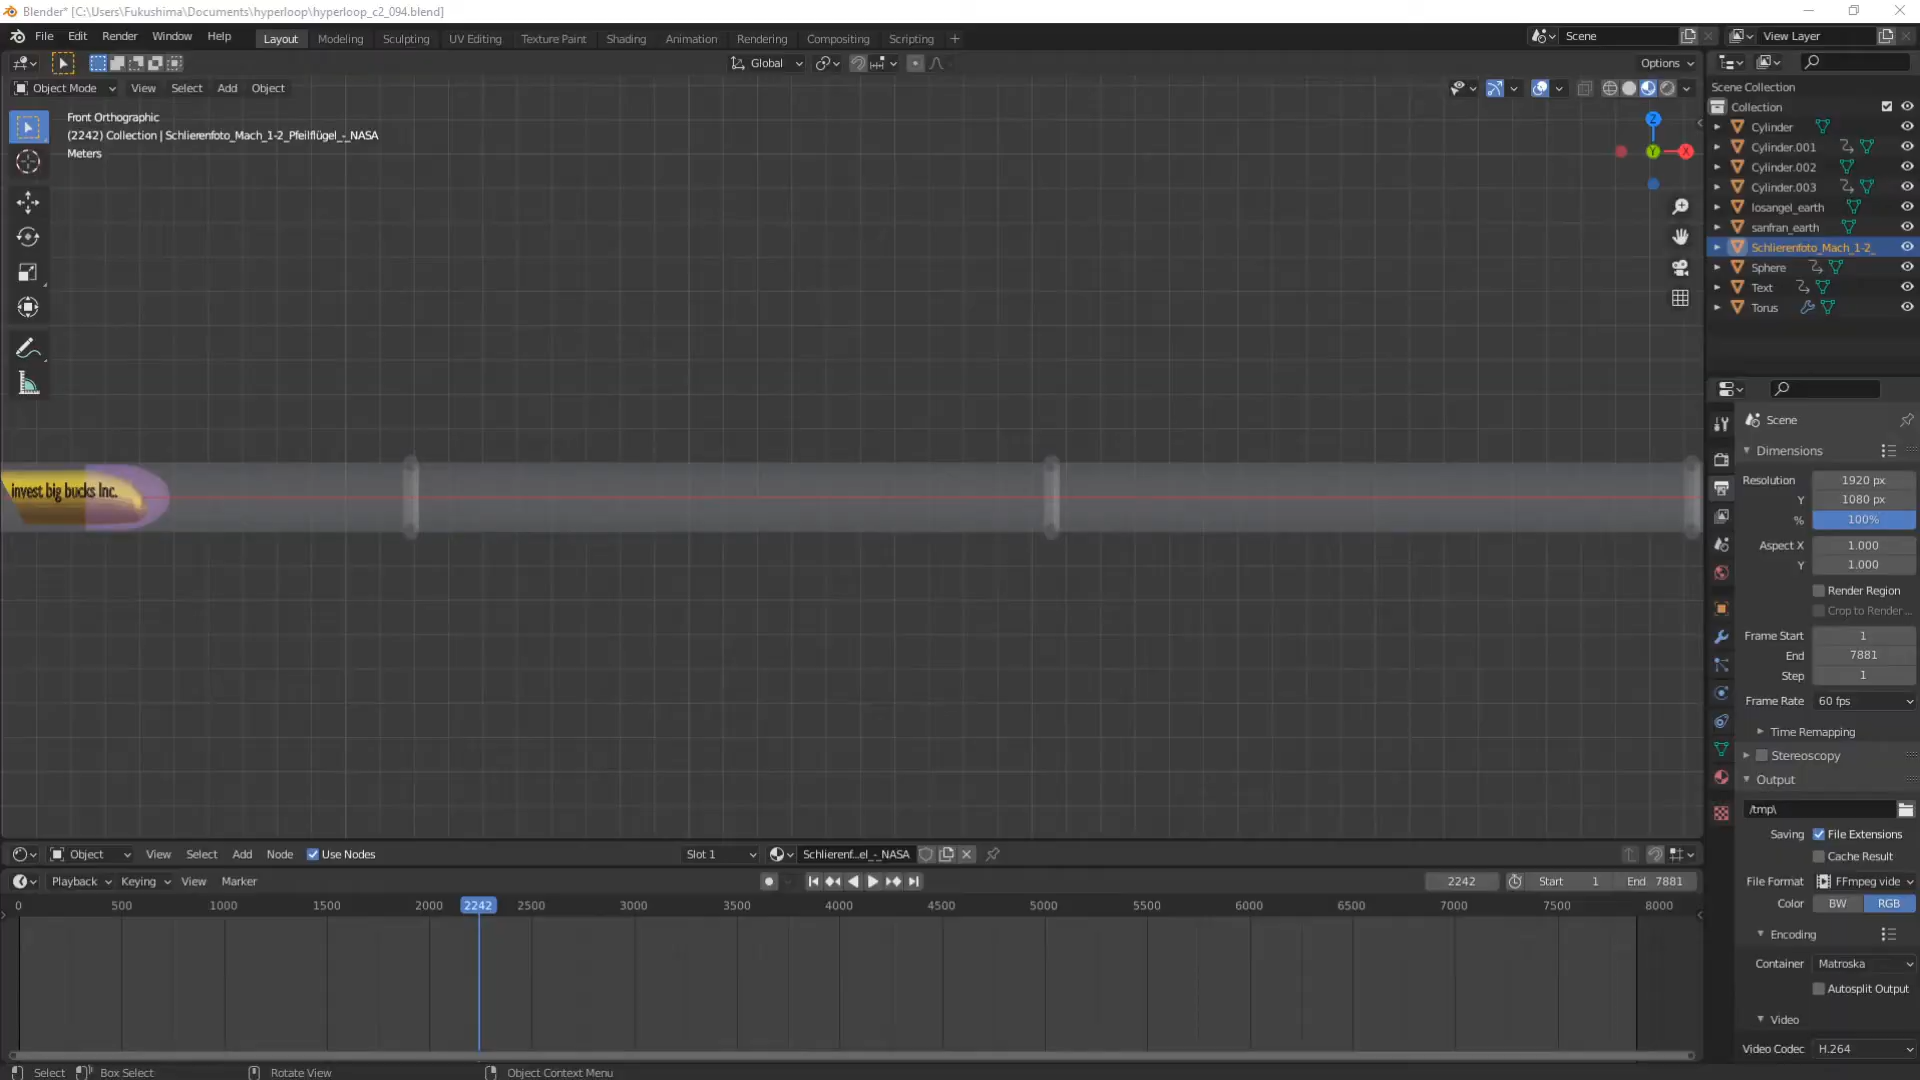 Blender* [C:\Users\Fukushima\Documents\hyperloop\hyperloop_c2_094.blend]
File Edit Render Window Help Layout Modeling Sculpting UV Editing Texture Paint Shading Animation Rendering Compositing Scripting + Scene View Layer
Global Options
Object Mode View Select Add Object
Front Orthographic
(2242) Collection | Schlierenfoto_Mach_1-2_Pfeilflügel_-_NASA
Meters
Z
Y
X
invest big bucks Inc.
Scene Collection
Collection
Cylinder
Cylinder.001
Cylinder.002
Cylinder.003
losangel_earth
sanfran_earth
Schlierenfoto_Mach_1-2_
Sphere
Text
Torus
Scene
Dimensions
Resolution 1920 px
Y 1080 px
% 100%
Aspect X 1.000
Y 1.000
Render Region
Crop to Render ...
Frame Start 1
End 7881
Step 1
Frame Rate 60 fps
Time Remapping
Stereoscopy
Output
/tmp\
Saving File Extensions
Cache Result
File Format FFmpeg vide
Color BW RGB
Encoding
Container Matroska
Autosplit Output
Video
Video Codec H.264
Object View Select Add Node Use Nodes Slot 1 Schlierenf...el_-_NASA
Playback Keying View Marker 2242 Start 1 End 7881
0 500 1000 1500 2000 2242 2500 3000 3500 4000 4500 5000 5500 6000 6500 7000 7500 8000
Select Box Select Rotate View Object Context Menu